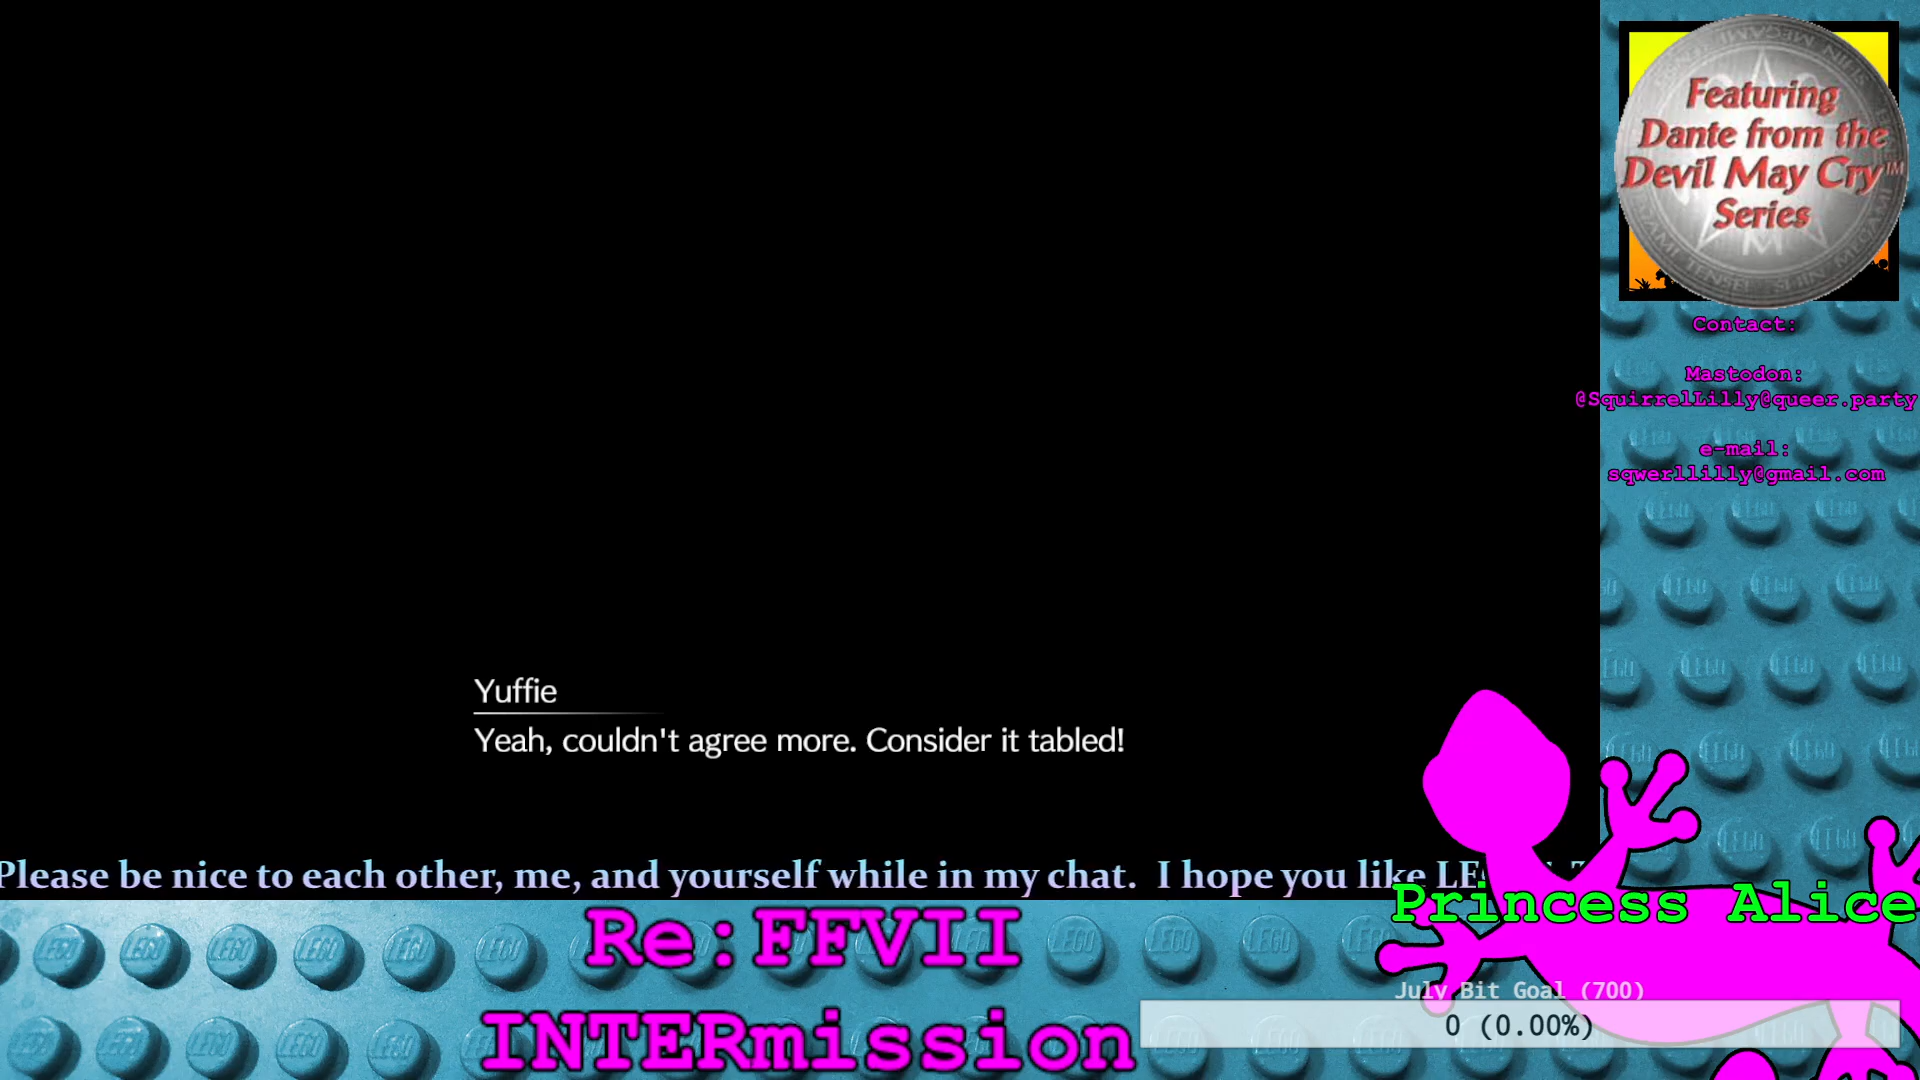 Featuring
Dante from the
Devil May Cry™
Series
Contact:
Mastodon:
@SquirrelLilly@queer.party
e-mail:
sqwerllilly@gmail.com
Yuffie
Yeah, couldn't agree more. Consider it tabled!
Please be nice to each other, me, and yourself while in my chat. I hope you like
Princess Alice
Re:FFVII
INTERmission
July Bit Goal (700)
0 (0.00%)